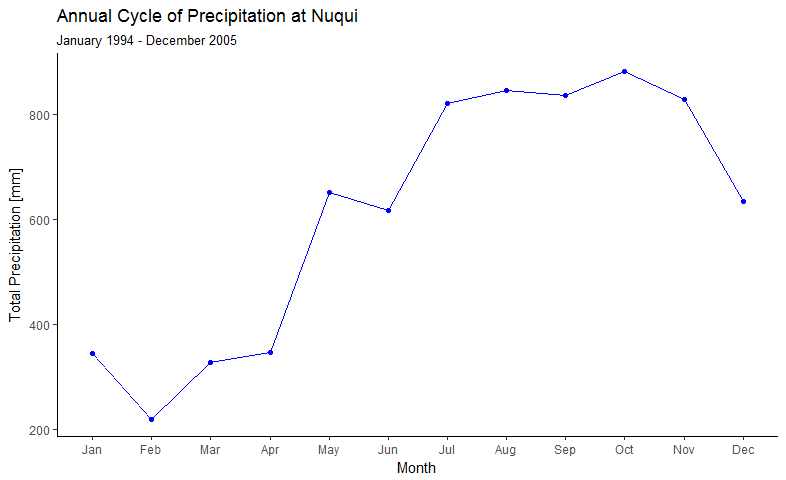 Annual Cycle of Precipitation at Nuqui
January 1994 - December 2005
Total Precipitation [mm]
800
600
400
200
Jan Feb Mar Apr May Jun Jul Aug Sep Oct Nov Dec
Month